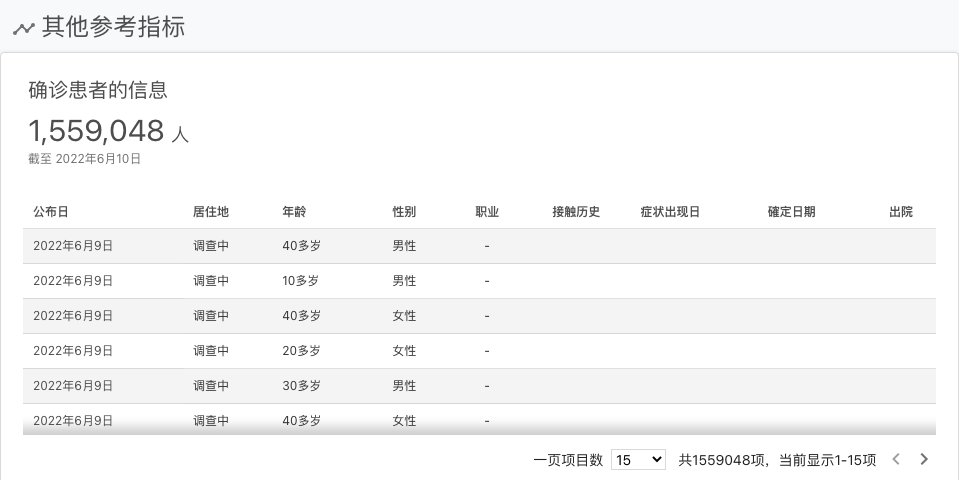 其他参考指标
确诊患者的信息
1,559,048 人
截至 2022年6月10日
公布日 居住地 年龄 性别 职业 接触历史 症状出现日 確定日期 出院
2022年6月9日 调查中 40多岁 男性 -
2022年6月9日 调查中 10多岁 男性 -
2022年6月9日 调查中 40多岁 女性 -
2022年6月9日 调查中 20多岁 女性 -
2022年6月9日 调查中 30多岁 男性 -
2022年6月9日 调查中 40多岁 女性 -
一页项目数 15 共1559048项，当前显示1-15项